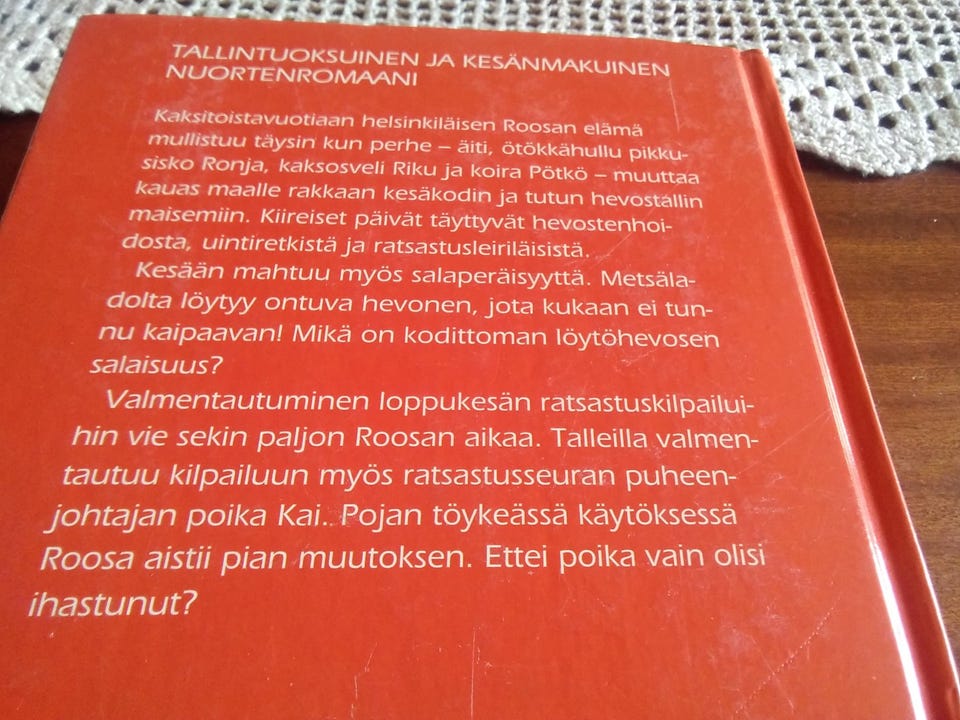 TALLINTUOKSUINEN JA KESÄNMAKUINEN
NUORTENROMAANI
Kaksitoistavuotiaan helsinkiläisen Roosan elämä
mullistuu täysin kun perhe – äiti, ötökkähullu pikku-
sisko Ronja, kaksosveli Riku ja koira Pötkö – muuttaa
kauas maalle rakkaan kesäkodin ja tutun hevostallin
maisemiin. Kiireiset päivät täyttyvät hevostenhoi-
dosta, uintiretkistä ja ratsastusleiriläisistä.
Kesään mahtuu myös salaperäisyyttä. Metsäla-
dolta löytyy ontuva hevonen, jota kukaan ei tun-
nu kaipaavan! Mikä on kodittoman löytöhevosen
salaisuus?
Valmentautuminen loppukesän ratsastuskilpailui-
hin vie sekin paljon Roosan aikaa. Talleilla valmen-
tautuu kilpailuun myös ratsastusseuran puheen-
johtajan poika Kai. Pojan töykeässä käytöksessä
Roosa aistii pian muutoksen. Ettei poika vain olisi
ihastunut?